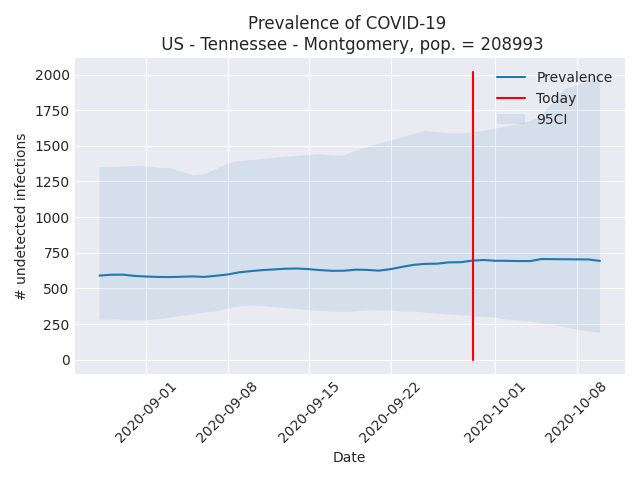 Prevalence of COVID-19
US - Tennessee - Montgomery, pop. = 208993
2000
1750
1500
1250
1000
750
500
250
0
# undetected infections
Prevalence
Today
95CI
2020-09-01
2020-09-08
2020-09-15
2020-09-22
2020-10-01
2020-10-08
Date